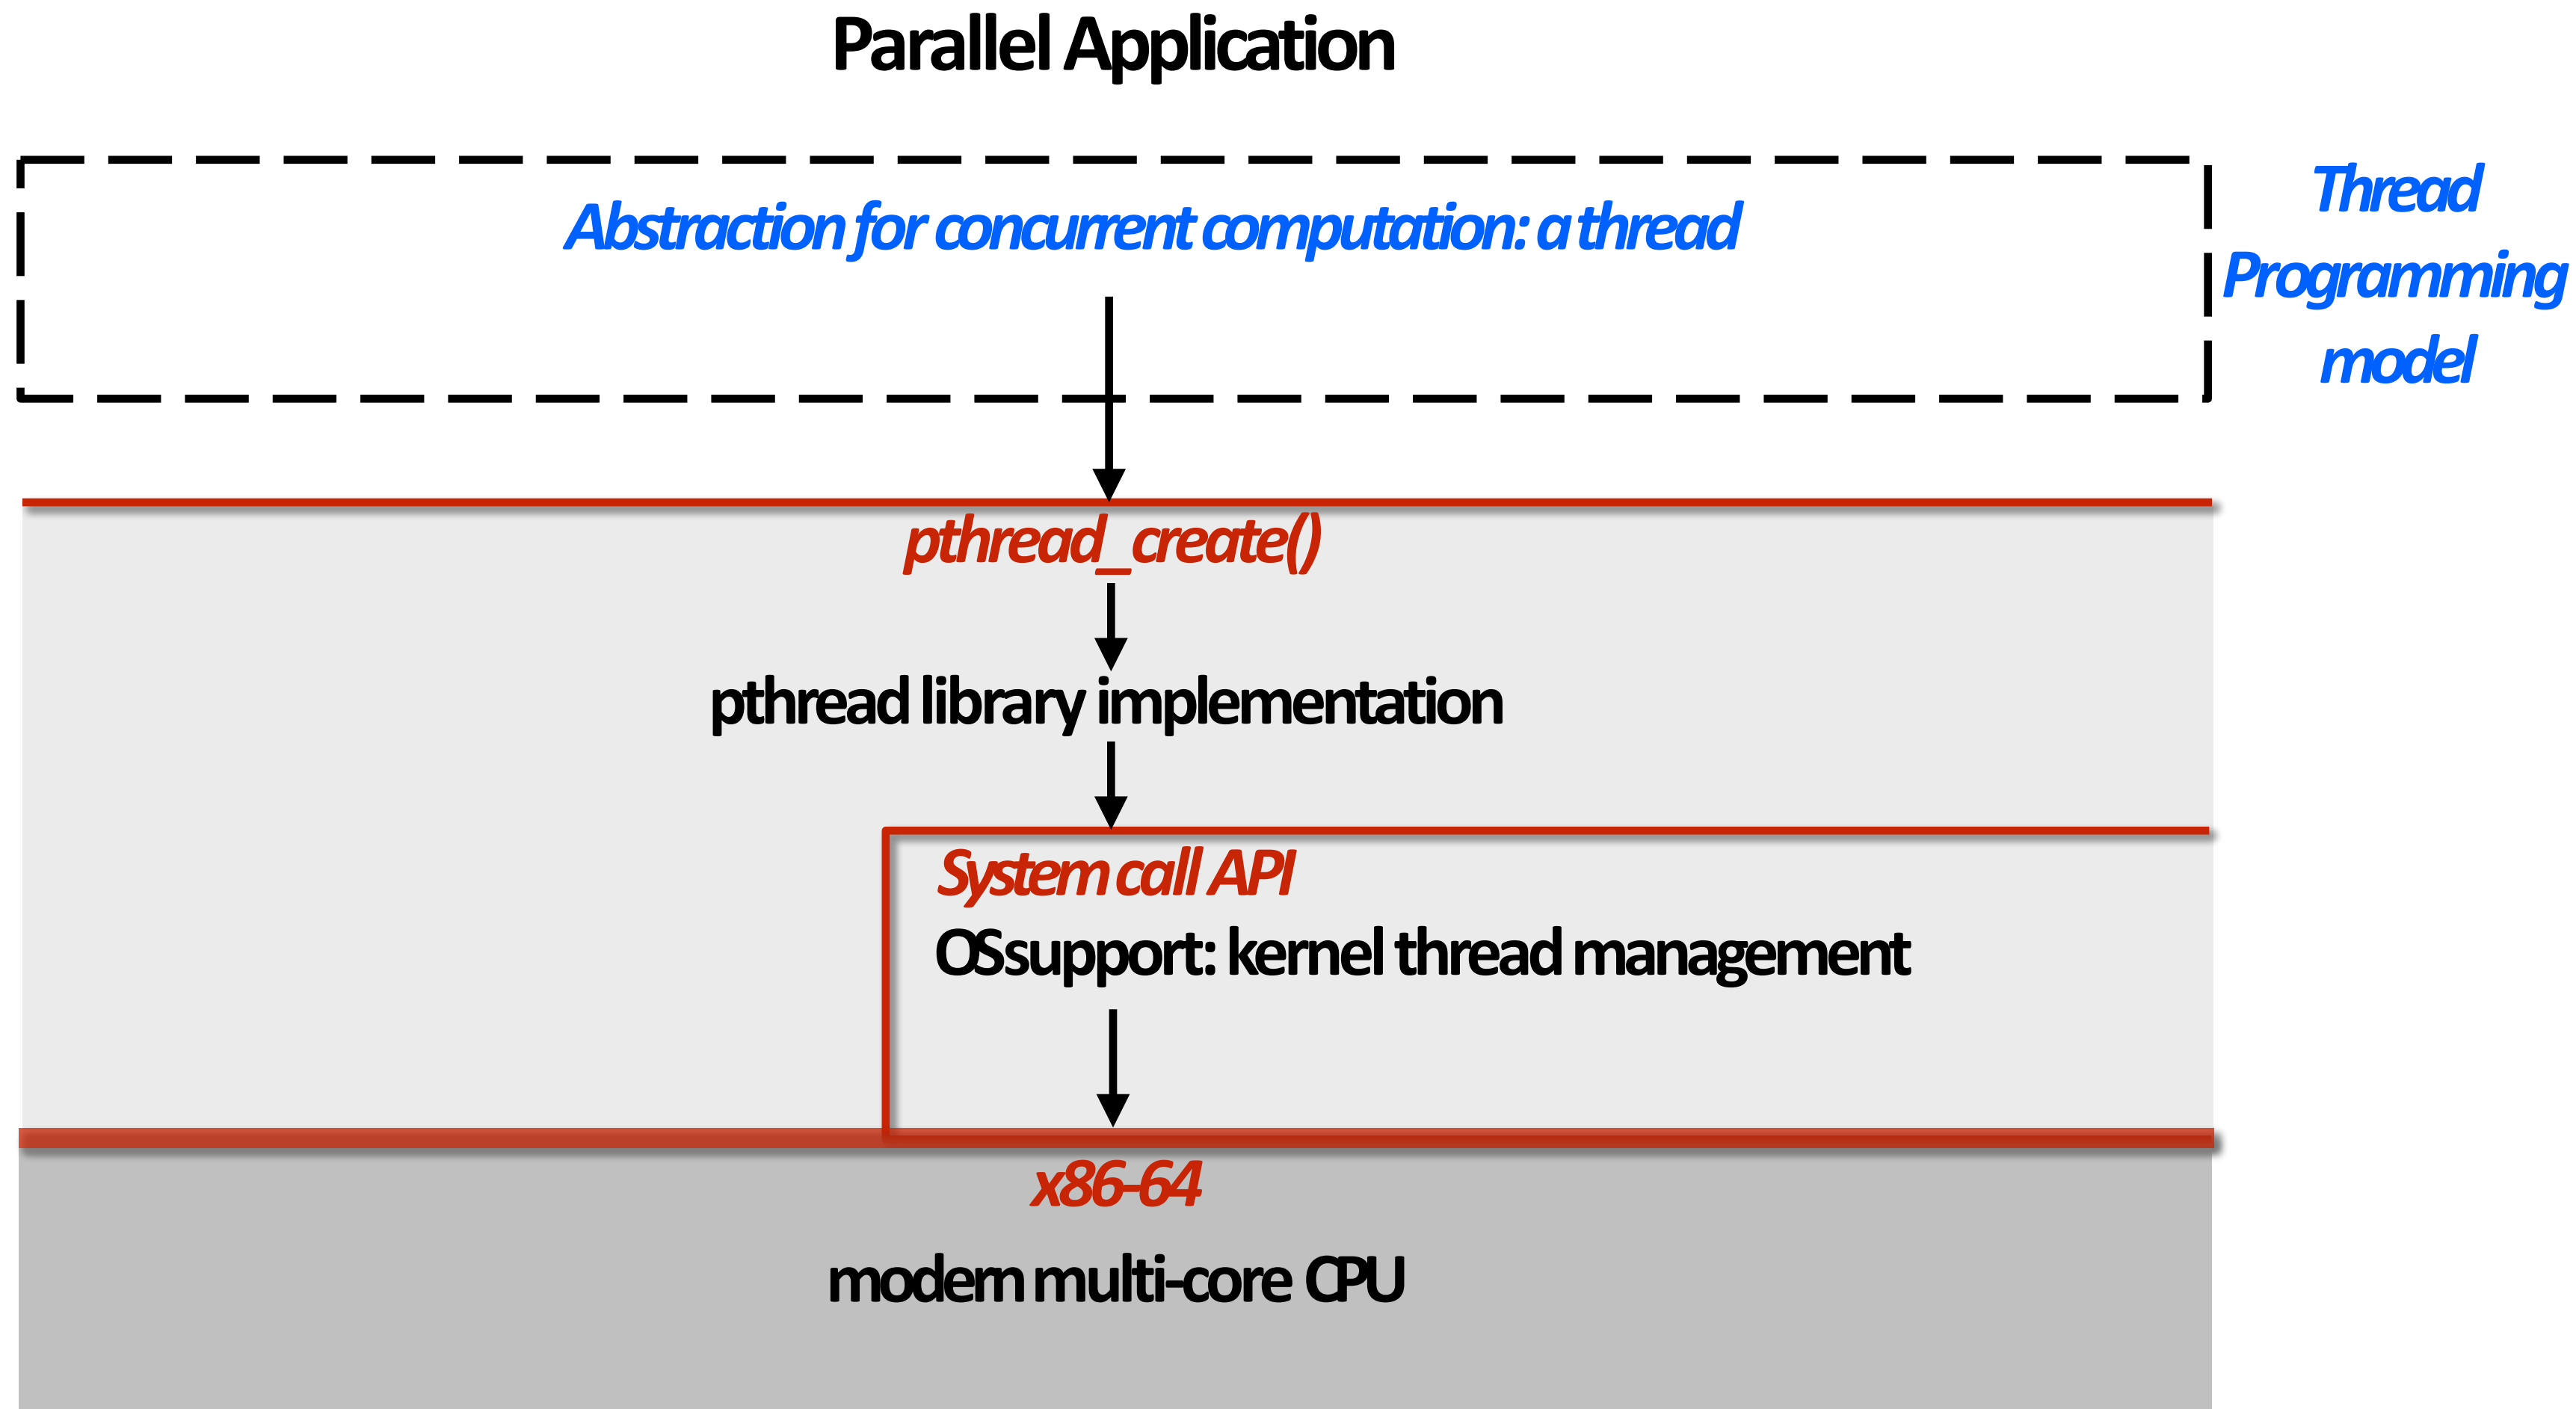 Parallel Application
Abstraction for concurrent computation: a thread
Thread
Programming
model
pthread_create()
pthread library implementation
System call API
OS support: kernel thread management
x86-64
modern multi-core CPU